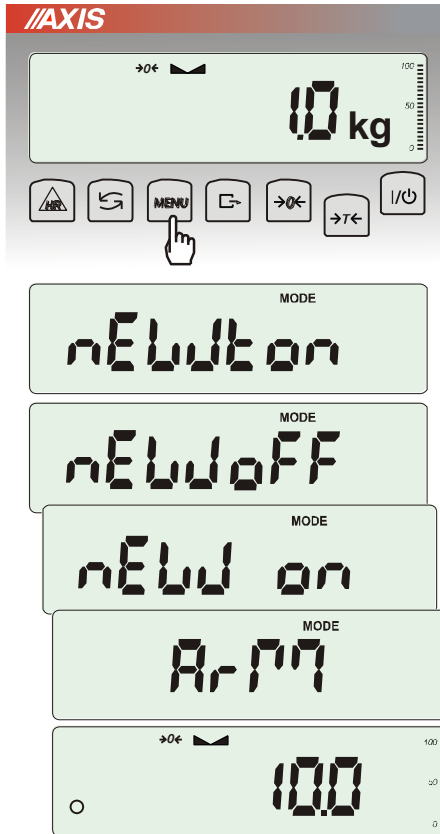 //AXIS
→0←
100
1.0 kg
50
0
HR MENU →0← →T← I/⏻
MODE
nEWton
MODE
nEWoFF
MODE
nEW on
MODE
ArM
→0←
100
10.0
50
0